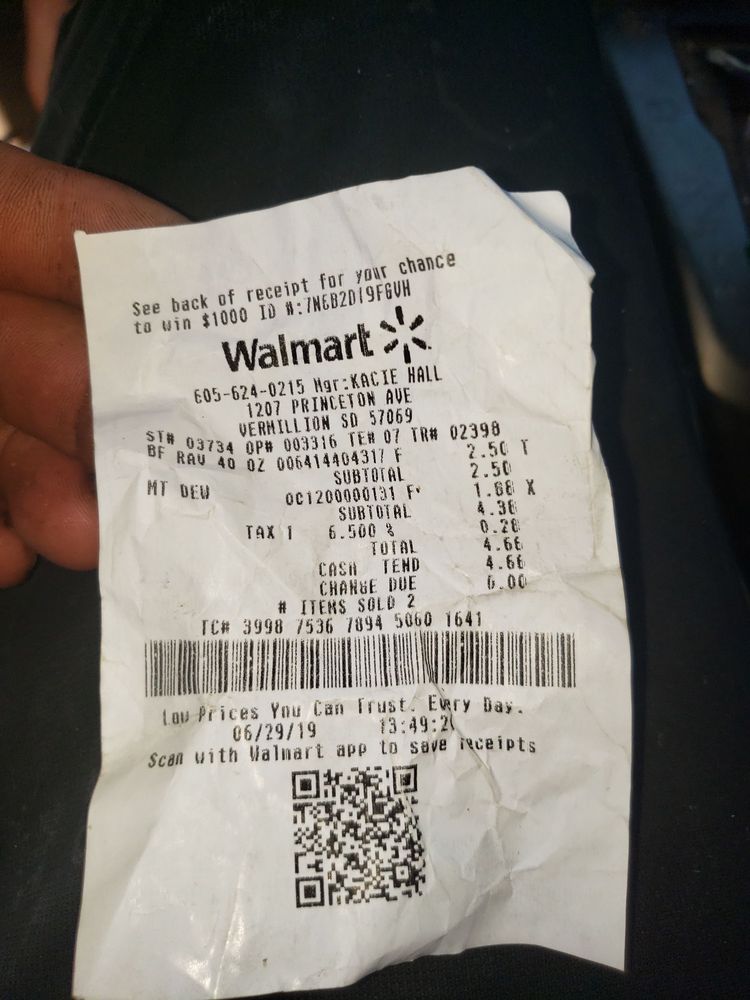 See back of receipt for your chance
to win $1000 ID #:7N6B2D19F6VH
Walmart
605-624-0215 Mgr:KACIE HALL
1207 PRINCETON AVE
VERMILLION SD 57069
ST# 03734 OP# 003316 TE# 07 TR# 02398
BF RAV 40 OZ 006414404317 F 2.50 T
SUBTOTAL 2.50
MT DEW 001200000131 F 1.88 X
SUBTOTAL 4.38
TAX 1 6.500 % 0.28
TOTAL 4.66
CASH TEND 4.66
CHANGE DUE 0.00
# ITEMS SOLD 2
TC# 3998 7536 7894 5060 1641
Low Prices You Can Trust. Every Day.
06/29/19
Scan with Walmart app to save receipts